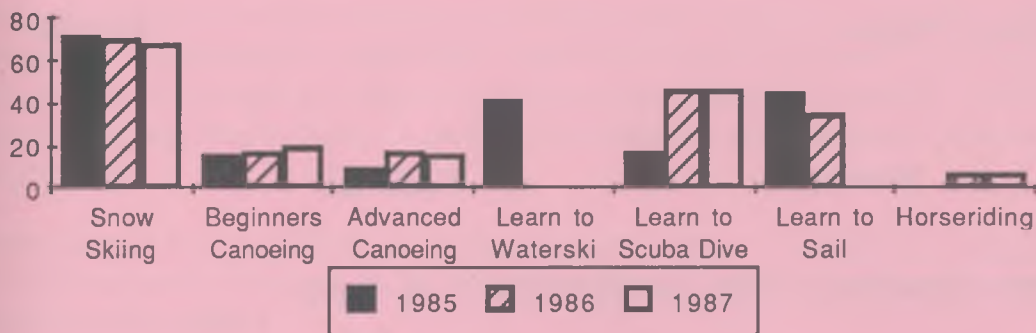 80
60
40
20
0
Snow Skiing
Beginners Canoeing
Advanced Canoeing
Learn to Waterski
Learn to Scuba Dive
Learn to Sail
Horseriding
1985 1986 1987